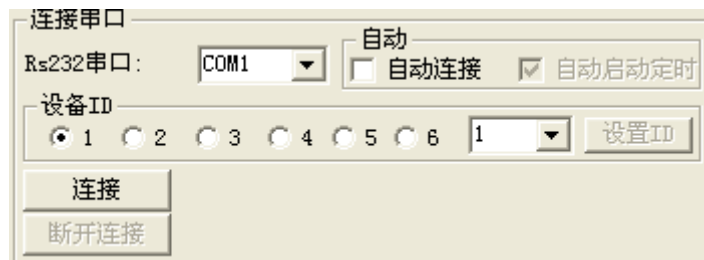 连接串口
Rs232串口: COM1
自动
自动连接 自动启动定时
设备ID
1 2 3 4 5 6 1 设置ID
连接
断开连接